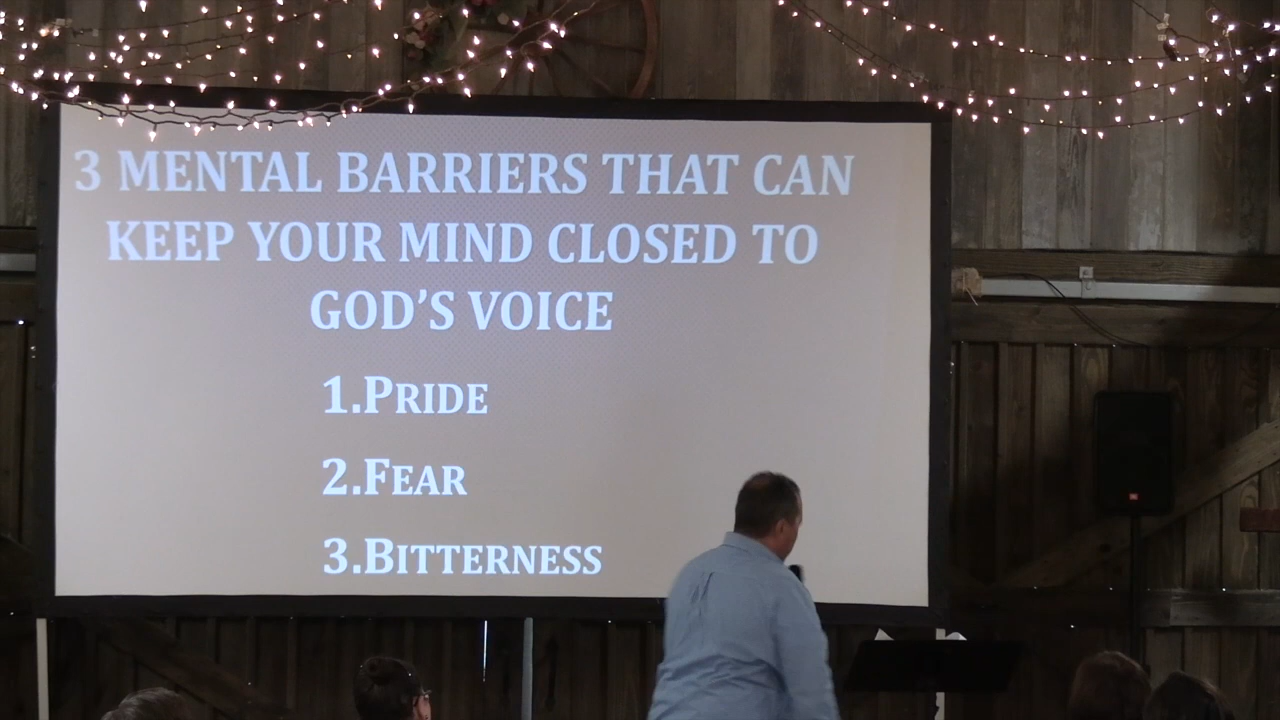 3 MENTAL BARRIERS THAT CAN
KEEP YOUR MIND CLOSED TO
GOD'S VOICE
1.PRIDE
2.FEAR
3.BITTERNESS